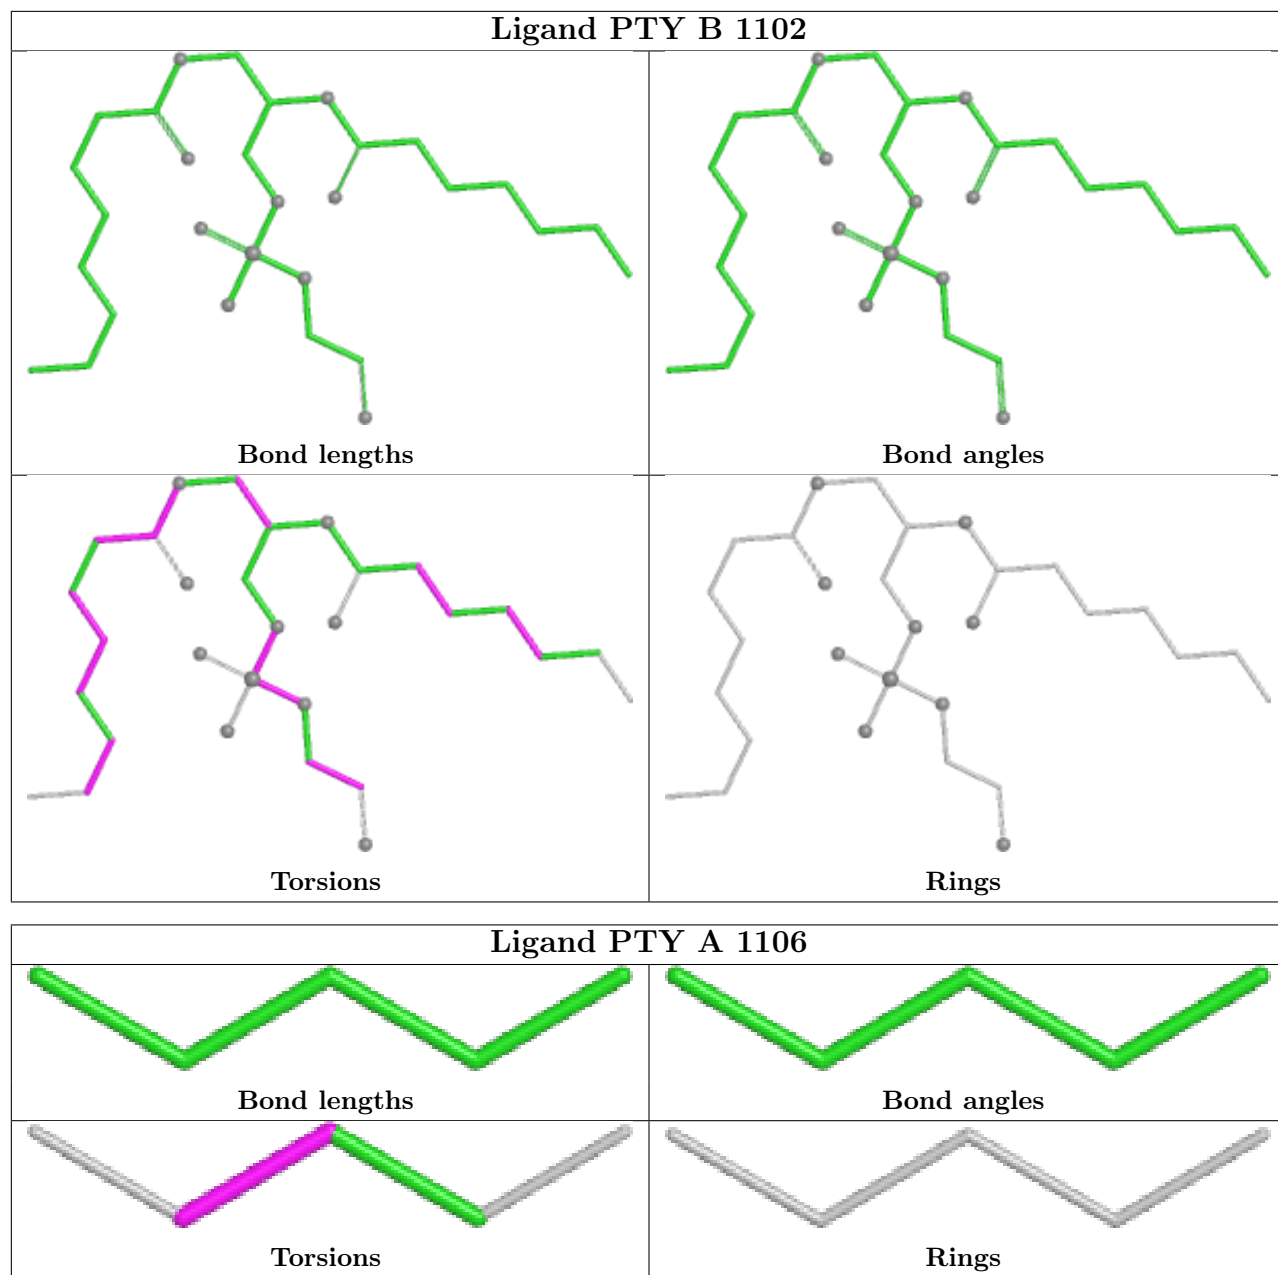 Ligand PTY B 1102
Bond lengths
Bond angles
Torsions
Rings
Ligand PTY A 1106
Bond lengths
Bond angles
Torsions
Rings